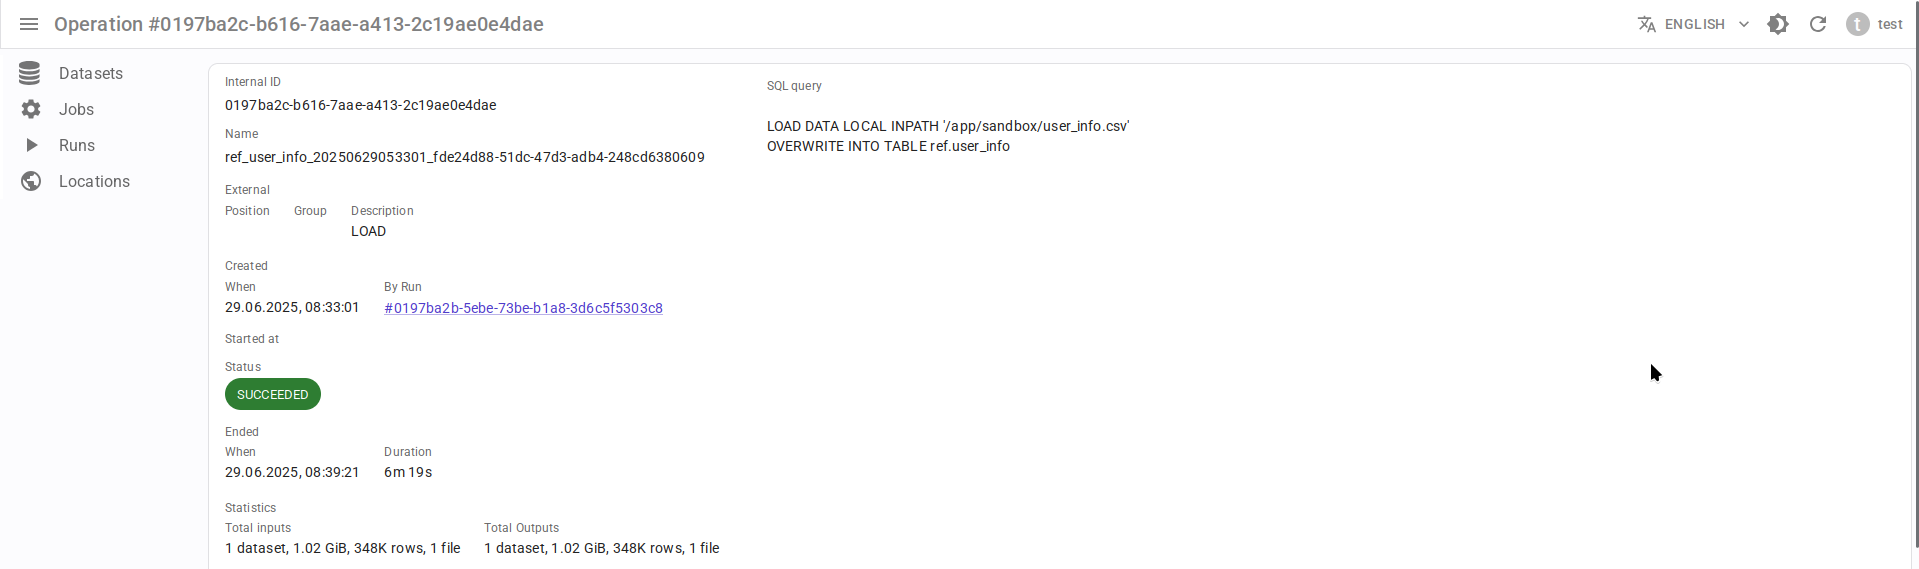 Operation #0197ba2c-b616-7aae-a413-2c19ae0e4dae
ENGLISH
t
test
Datasets
Jobs
Runs
Locations
Internal ID
0197ba2c-b616-7aae-a413-2c19ae0e4dae
Name
ref_user_info_20250629053301_fde24d88-51dc-47d3-adb4-248cd6380609
External
Position Group Description
LOAD
Created
When By Run
29.06.2025, 08:33:01 #0197ba2b-5ebe-73be-b1a8-3d6c5f5303c8
Started at
Status
SUCCEEDED
Ended
When Duration
29.06.2025, 08:39:21 6m 19s
Statistics
Total inputs Total Outputs
1 dataset, 1.02 GiB, 348K rows, 1 file 1 dataset, 1.02 GiB, 348K rows, 1 file
SQL query
LOAD DATA LOCAL INPATH '/app/sandbox/user_info.csv'
OVERWRITE INTO TABLE ref.user_info